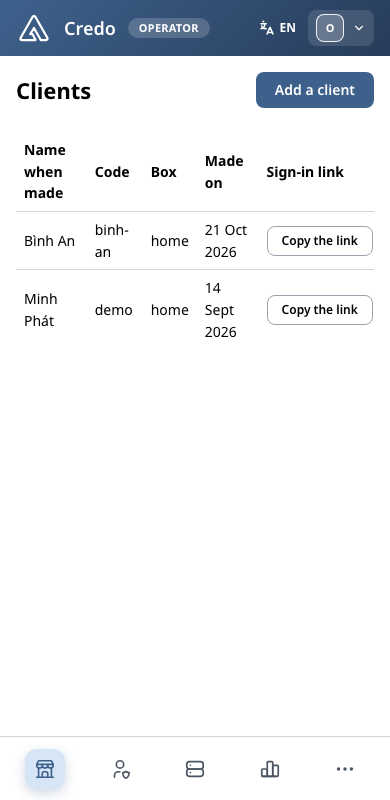 Credo OPERATOR EN O
Clients
Add a client
Name when made Code Box Made on Sign-in link
Bình An binh-an home 21 Oct 2026 Copy the link
Minh Phát demo home 14 Sept 2026 Copy the link